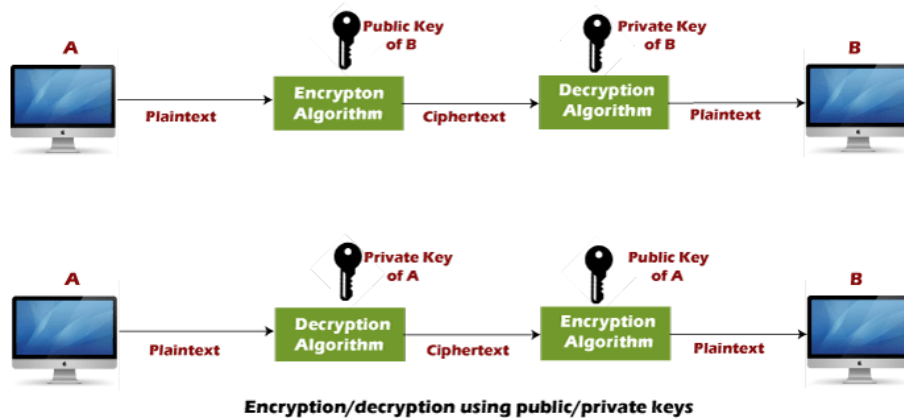 Public Key
of B
Private Key
of B
A
B
Encrypton
Algorithm
Decryption
Algorithm
Plaintext
Ciphertext
Plaintext
Private Key
of A
Public Key
of A
A
B
Decryption
Algorithm
Encryption
Algorithm
Plaintext
Ciphertext
Plaintext
Encryption/decryption using public/private keys